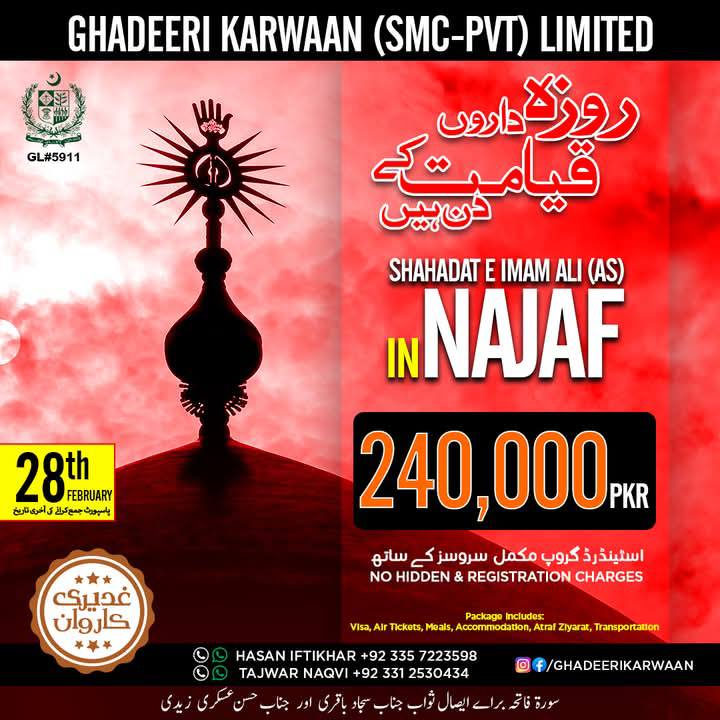 GHADEERI KARWAAN (SMC-PVT) LIMITED
GL#5911
روزہ داروں
قیامت کے
دن ہیں
SHAHADAT E IMAM ALI (AS)
IN NAJAF
240,000 PKR
28th
FEBRUARY
پاسپورٹ جمع کرانے کی آخری تاریخ
اسٹینڈرڈ گروپ مکمل سروسز کے ساتھ
NO HIDDEN & REGISTRATION CHARGES
غدیری
کاروان
Package Includes:
Visa, Air Tickets, Meals, Accommodation, Atraf Ziyarat, Transportation
HASAN IFTIKHAR +92 335 7223598
TAJWAR NAQVI +92 331 2530434
/GHADEERIKARWAAN
سورۃ فاتحہ برائے ایصال ثواب جناب سجاد باقری اور جناب حسن عسکری زیدی